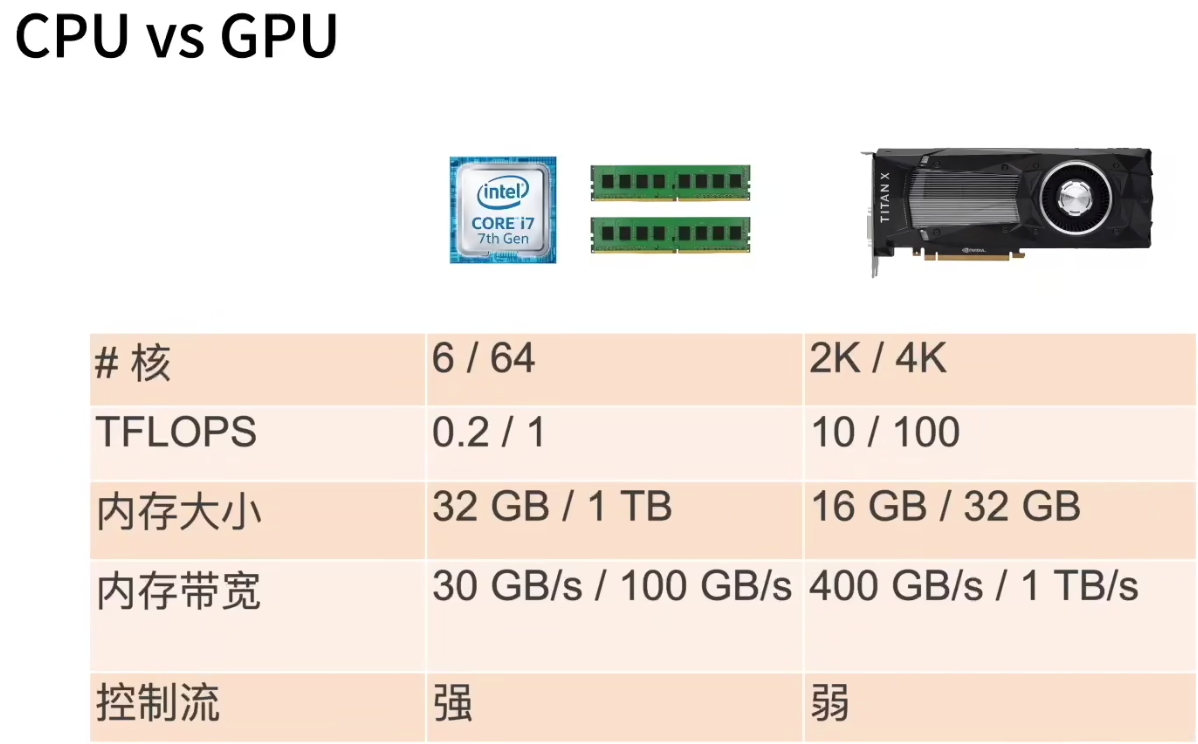 CPU vs GPU
intel
CORE i7
7th Gen
TITAN X
NVIDIA
# 核 6 / 64 2K / 4K
TFLOPS 0.2 / 1 10 / 100
内存大小 32 GB / 1 TB 16 GB / 32 GB
内存带宽 30 GB/s / 100 GB/s 400 GB/s / 1 TB/s
控制流 强 弱